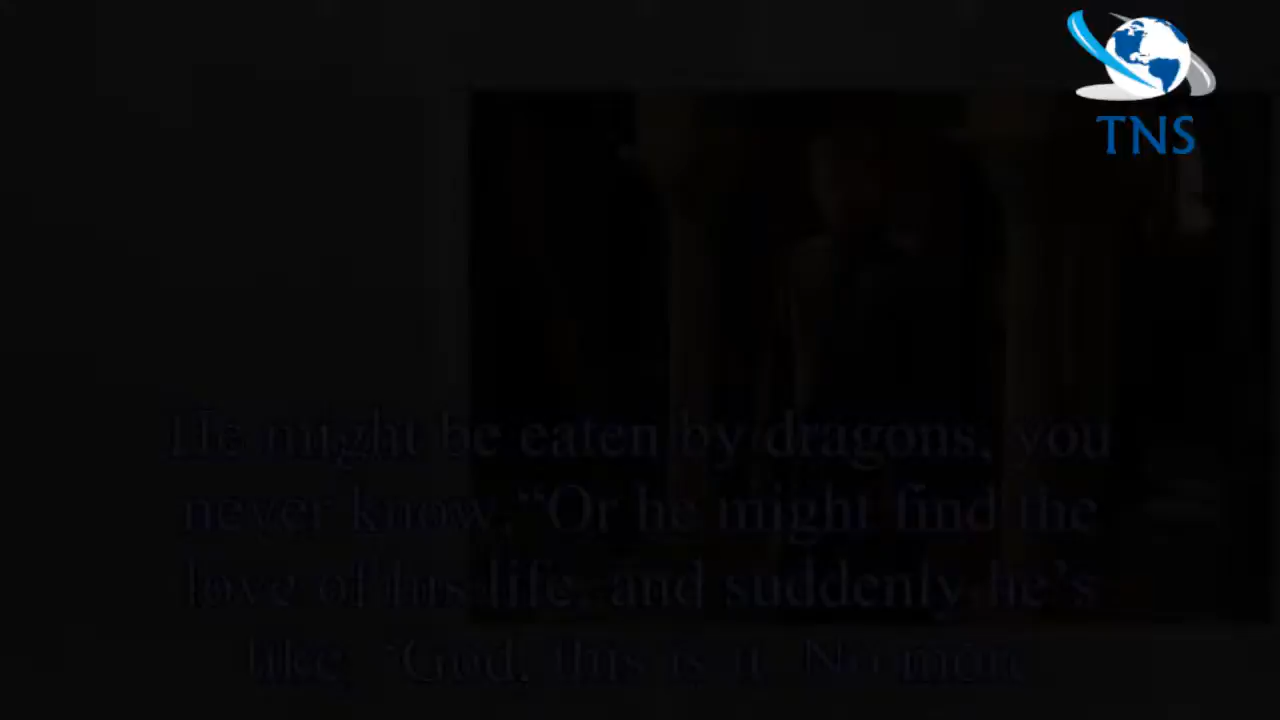 TNS
He might be eaten by dragons, you
never know. “Or he might find the
love of his life, and suddenly he’s
like, ‘God, this is it. No more